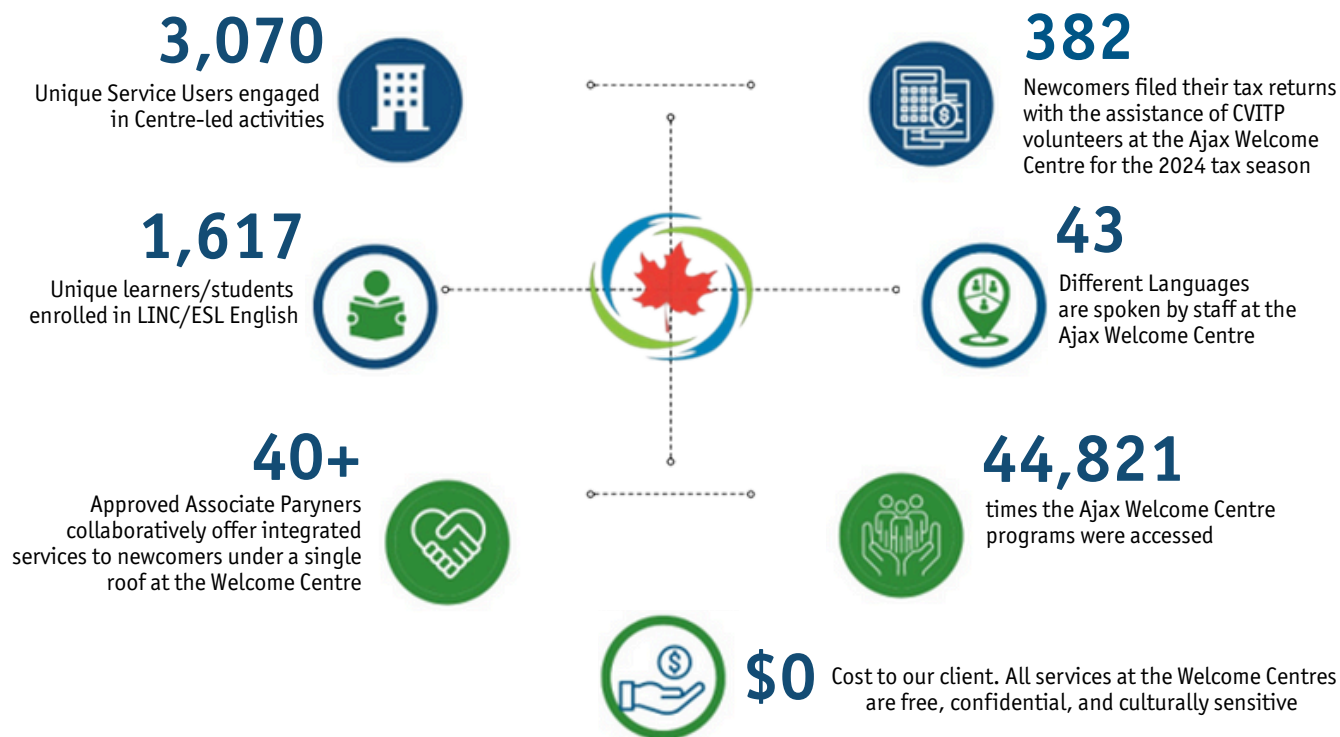 3,070
Unique Service Users engaged
in Centre-led activities
382
Newcomers filed their tax returns
with the assistance of CVITP
volunteers at the Ajax Welcome
Centre for the 2024 tax season
1,617
Unique learners/students
enrolled in LINC/ESL English
43
Different Languages
are spoken by staff at the
Ajax Welcome Centre
40+
Approved Associate Paryners
collaboratively offer integrated
services to newcomers under a single
roof at the Welcome Centre
44,821
times the Ajax Welcome Centre
programs were accessed
$
$
$0
Cost to our client. All services at the Welcome Centres
are free, confidential, and culturally sensitive